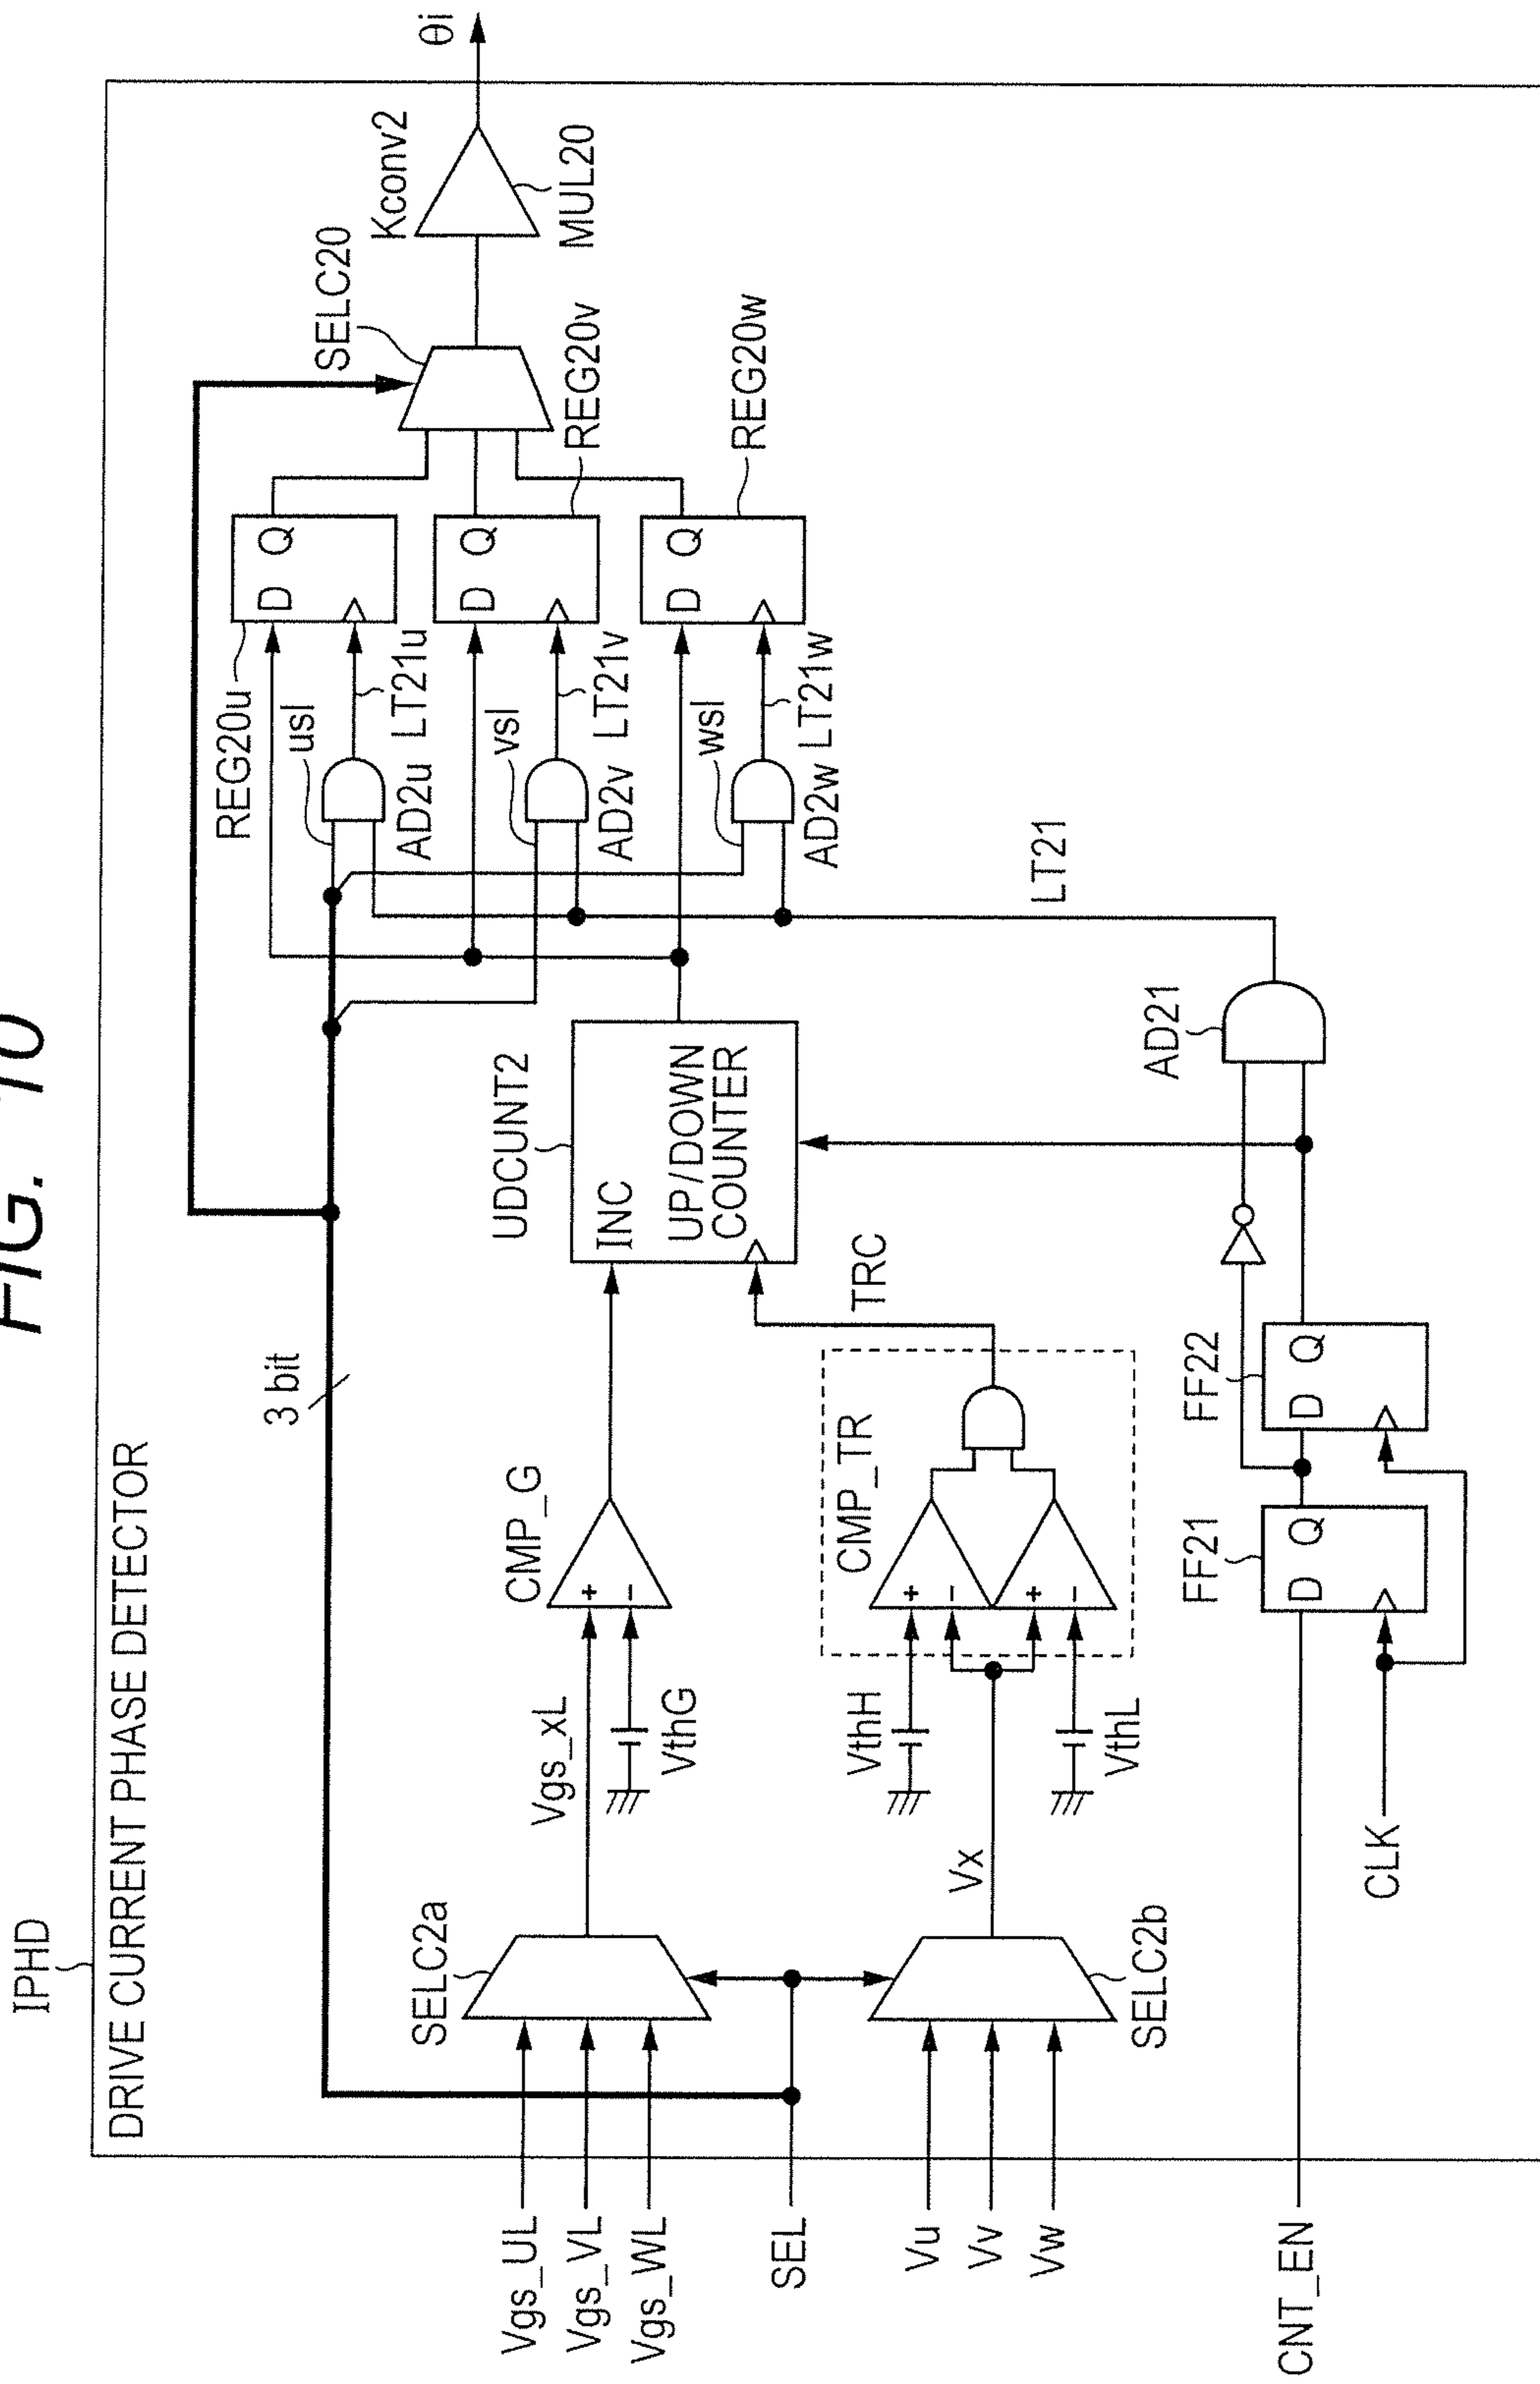 FIG. 10
IPHD
DRIVE CURRENT PHASE DETECTOR
3 bit
SELC20
Kconv2
θi
MUL20
REG20u
D Q
usl
LT21u
AD2u
REG20v
D Q
vsl
LT21v
AD2v
REG20w
D Q
wsl
LT21w
AD2w
LT21
Vgs_UL
Vgs_VL
Vgs_WL
SELC2a
Vgs_xL
VthG
CMP_G
+
−
UDCUNT2
INC
UP/DOWN
COUNTER
TRC
SEL
Vu
Vv
Vw
SELC2b
Vx
VthH
VthL
CMP_TR
+
−
+
−
CNT_EN
CLK
FF21
D Q
FF22
D Q
AD21